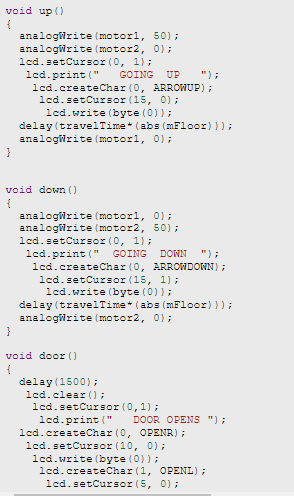 void up()
{
  analogWrite(motor1, 50);
  analogWrite(motor2, 0);
  lcd.setCursor(0, 1);
   lcd.print("   GOING  UP   ");
    lcd.createChar(0, ARROWUP);
     lcd.setCursor(15, 0);
      lcd.write(byte(0));
  delay(travelTime*(abs(mFloor)));
  analogWrite(motor1, 0);
}

void down()
{
  analogWrite(motor1, 0);
  analogWrite(motor2, 50);
  lcd.setCursor(0, 1);
   lcd.print("  GOING  DOWN  ");
    lcd.createChar(0, ARROWDOWN);
     lcd.setCursor(15, 1);
      lcd.write(byte(0));
  delay(travelTime*(abs(mFloor)));
  analogWrite(motor2, 0);
}

void door()
{
  delay(1500);
   lcd.clear();
    lcd.setCursor(0,1);
     lcd.print("   DOOR OPENS ");
  lcd.createChar(0, OPENR);
   lcd.setCursor(10, 0);
    lcd.write(byte(0));
     lcd.createChar(1, OPENL);
      lcd.setCursor(5, 0);